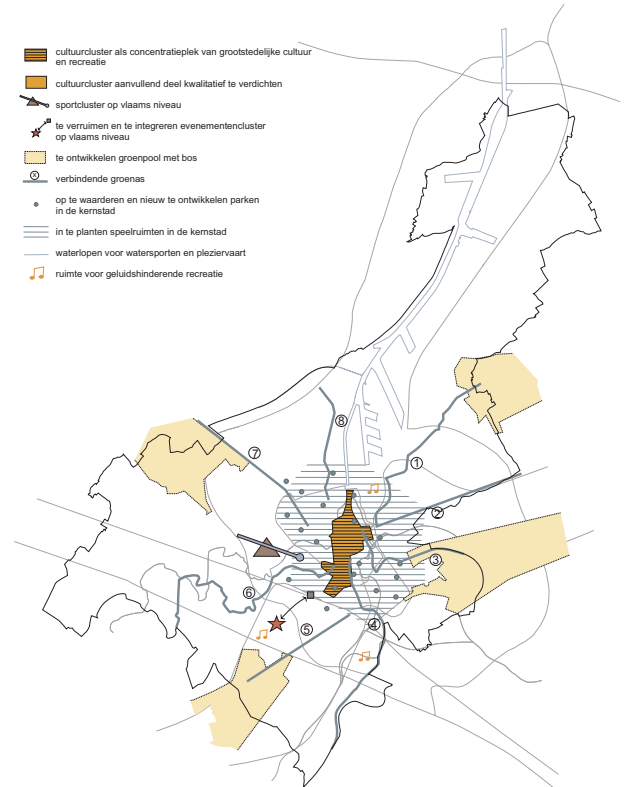 cultuurcluster als concentratieplek van grootstedelijke cultuur
en recreatie
cultuurcluster aanvullend deel kwalitatief te verdichten
sportcluster op vlaams niveau
te verruimen en te integreren evenementencluster
op vlaams niveau
te ontwikkelen groenpool met bos
x
verbindende groenas
op te waarderen en nieuw te ontwikkelen parken
in de kernstad
in te planten speelruimten in de kernstad
waterlopen voor watersporten en pleziervaart
ruimte voor geluidshinderende recreatie
8
7
1
2
3
6
5
4